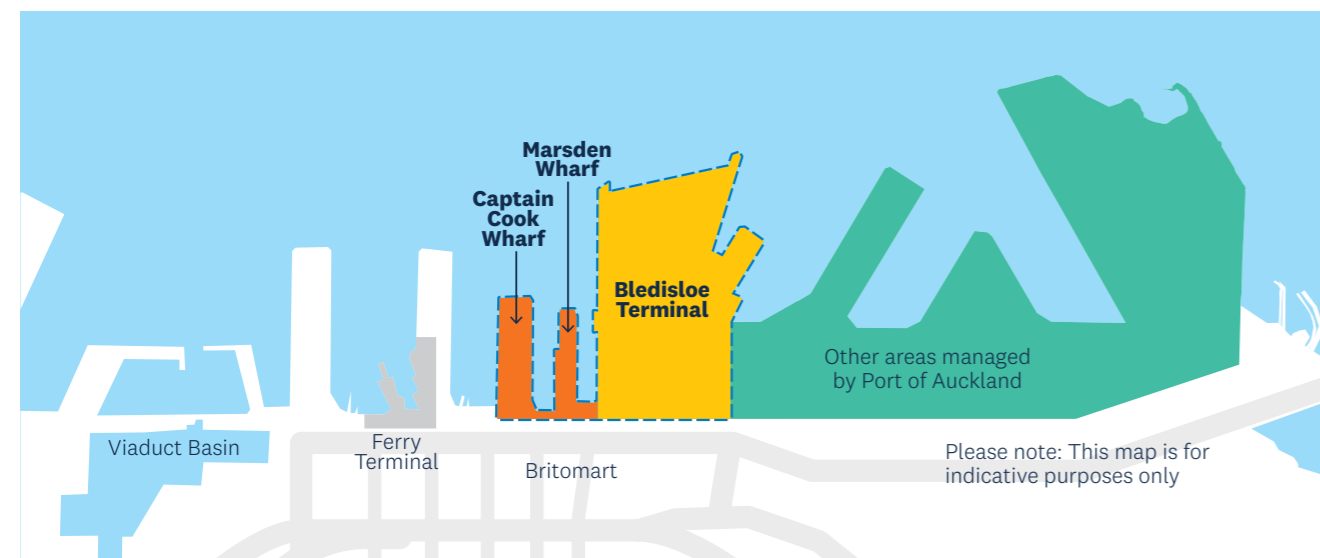 Marsden
Wharf
Captain
Cook
Wharf
Bledisloe
Terminal
Other areas managed
by Port of Auckland
Viaduct Basin
Ferry
Terminal
Britomart
Please note: This map is for
indicative purposes only